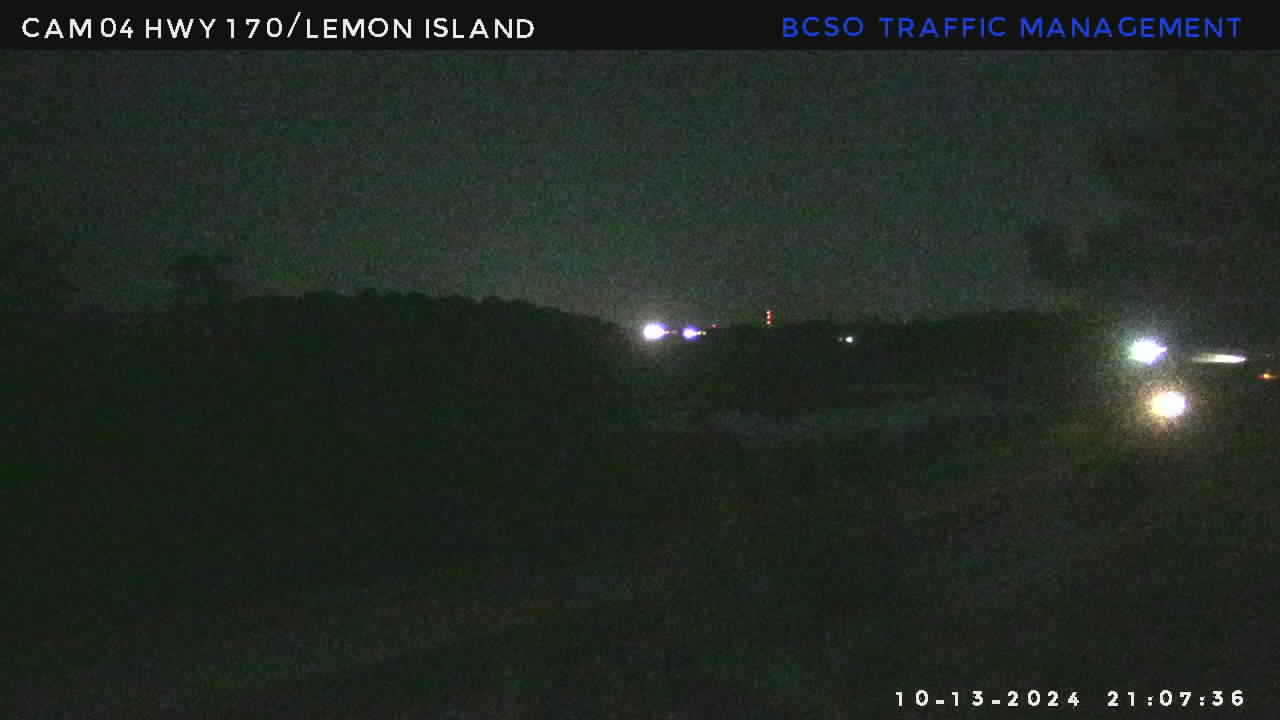 CAM04 HWY 170/LEMON ISLAND
BCSO TRAFFIC MANAGEMENT
10-13-2024 21:07:36